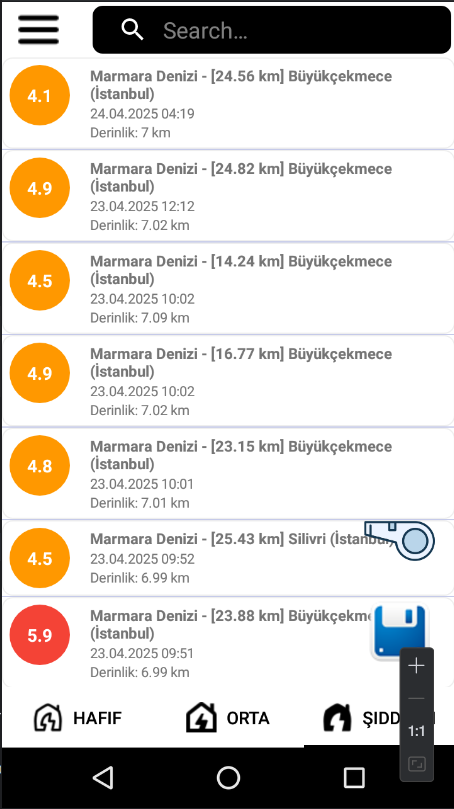 Search...
4.1
Marmara Denizi - [24.56 km] Büyükçekmece
(İstanbul)
24.04.2025 04:19
Derinlik: 7 km
4.9
Marmara Denizi - [24.82 km] Büyükçekmece
(İstanbul)
23.04.2025 12:12
Derinlik: 7.02 km
4.5
Marmara Denizi - [14.24 km] Büyükçekmece
(İstanbul)
23.04.2025 10:02
Derinlik: 7.09 km
4.9
Marmara Denizi - [16.77 km] Büyükçekmece
(İstanbul)
23.04.2025 10:02
Derinlik: 7.02 km
4.8
Marmara Denizi - [23.15 km] Büyükçekmece
(İstanbul)
23.04.2025 10:01
Derinlik: 7.01 km
4.5
Marmara Denizi - [25.43 km] Silivri (İstanbul)
23.04.2025 09:52
Derinlik: 6.99 km
5.9
Marmara Denizi - [23.88 km]
(İstanbul)
23.04.2025 09:51
Derinlik: 6.99 km
HAFIF
ORTA
1:1